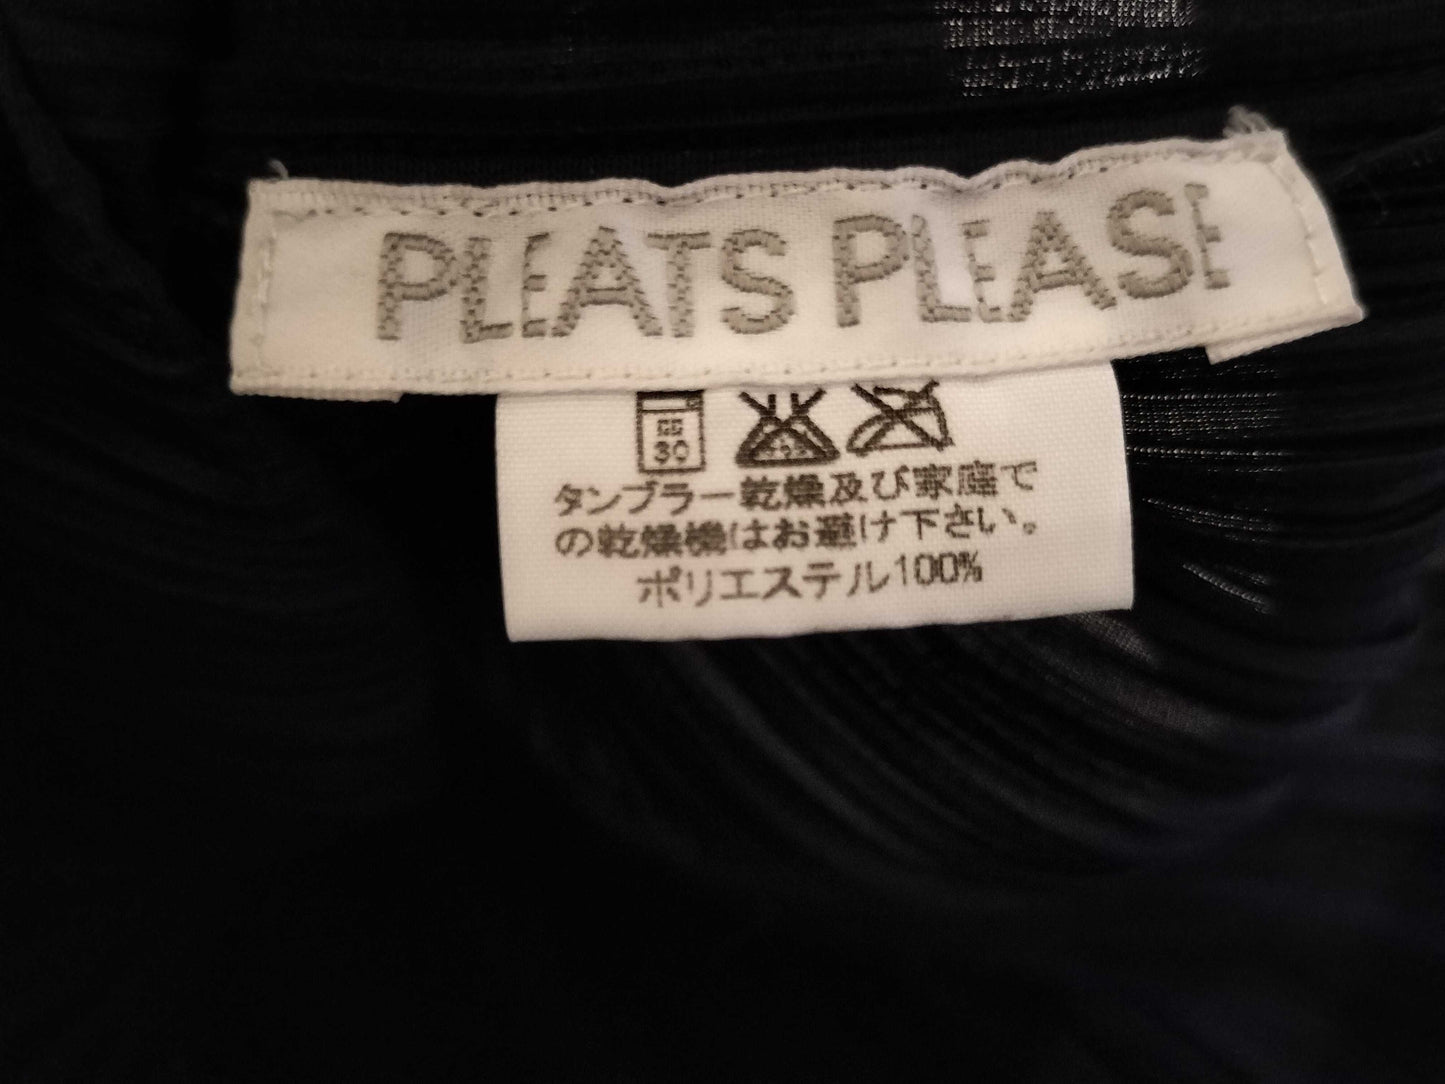 PLEATS PLEASE
30
タンブラー乾燥及び家庭で
の乾燥機はお避け下さい。
ポリエステル100%